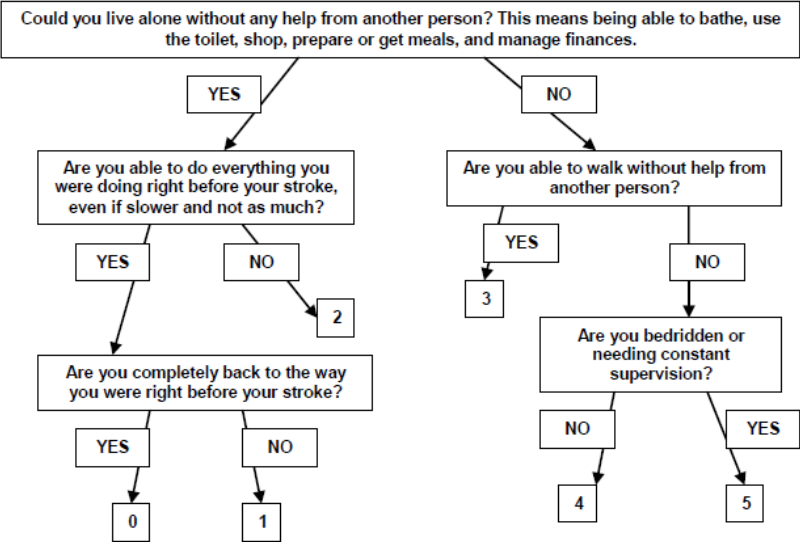 Could you live alone without any help from another person? This means being able to bathe, use
the toilet, shop, prepare or get meals, and manage finances.
YES
NO
Are you able to do everything you
were doing right before your stroke,
even if slower and not as much?
Are you able to walk without help from
another person?
YES
NO
YES
NO
2
3
Are you bedridden or
needing constant
supervision?
Are you completely back to the way
you were right before your stroke?
YES
NO
NO
YES
0
1
4
5